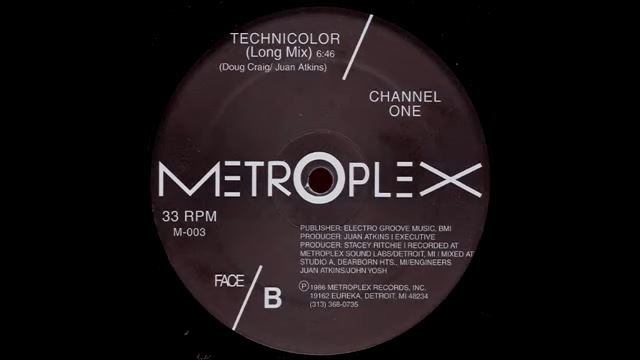 TECHNICOLOR
(Long Mix) 6:46
(Doug Craig/ Juan Atkins)
CHANNEL
ONE
METROPLEX
33 RPM
M-003
PUBLISHER: ELECTRO GROOVE MUSIC, BMI
PRODUCER: JUAN ATKINS I EXECUTIVE
PRODUCER: STACEY RITCHIE I RECORDED AT
METROPLEX SOUND LABS/DETROIT, MI I MIXED AT
STUDIO A, DEARBORN HTS., MI/ENGINEERS
JUAN ATKINS/JOHN YOSH
FACE / B
Ⓟ 1986 METROPLEX RECORDS, INC.
19162 EUREKA, DETROIT, MI 48234
(313) 368-0735